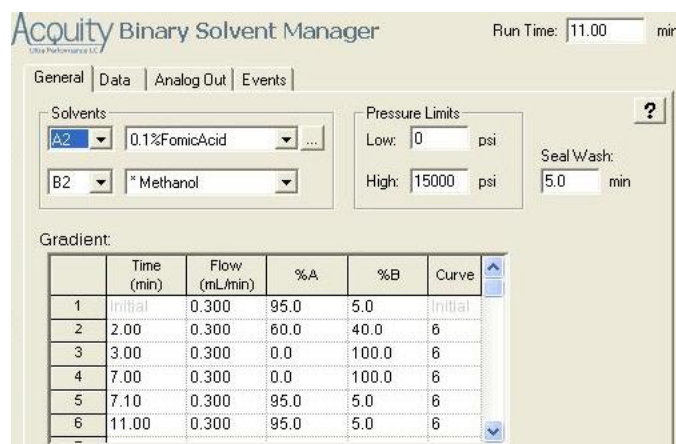 Acquity Binary Solvent Manager Run Time: 11.00 min
Ultra Performance LC
General Data Analog Out Events
Solvents Pressure Limits ?
A2 0.1%FomicAcid ... Low: 0 psi
Seal Wash:
B2 * Methanol High: 15000 psi 5.0 min
Gradient:
Time (min) Flow (mL/min) %A %B Curve
1 Initial 0.300 95.0 5.0 Initial
2 2.00 0.300 60.0 40.0 6
3 3.00 0.300 0.0 100.0 6
4 7.00 0.300 0.0 100.0 6
5 7.10 0.300 95.0 5.0 6
6 11.00 0.300 95.0 5.0 6